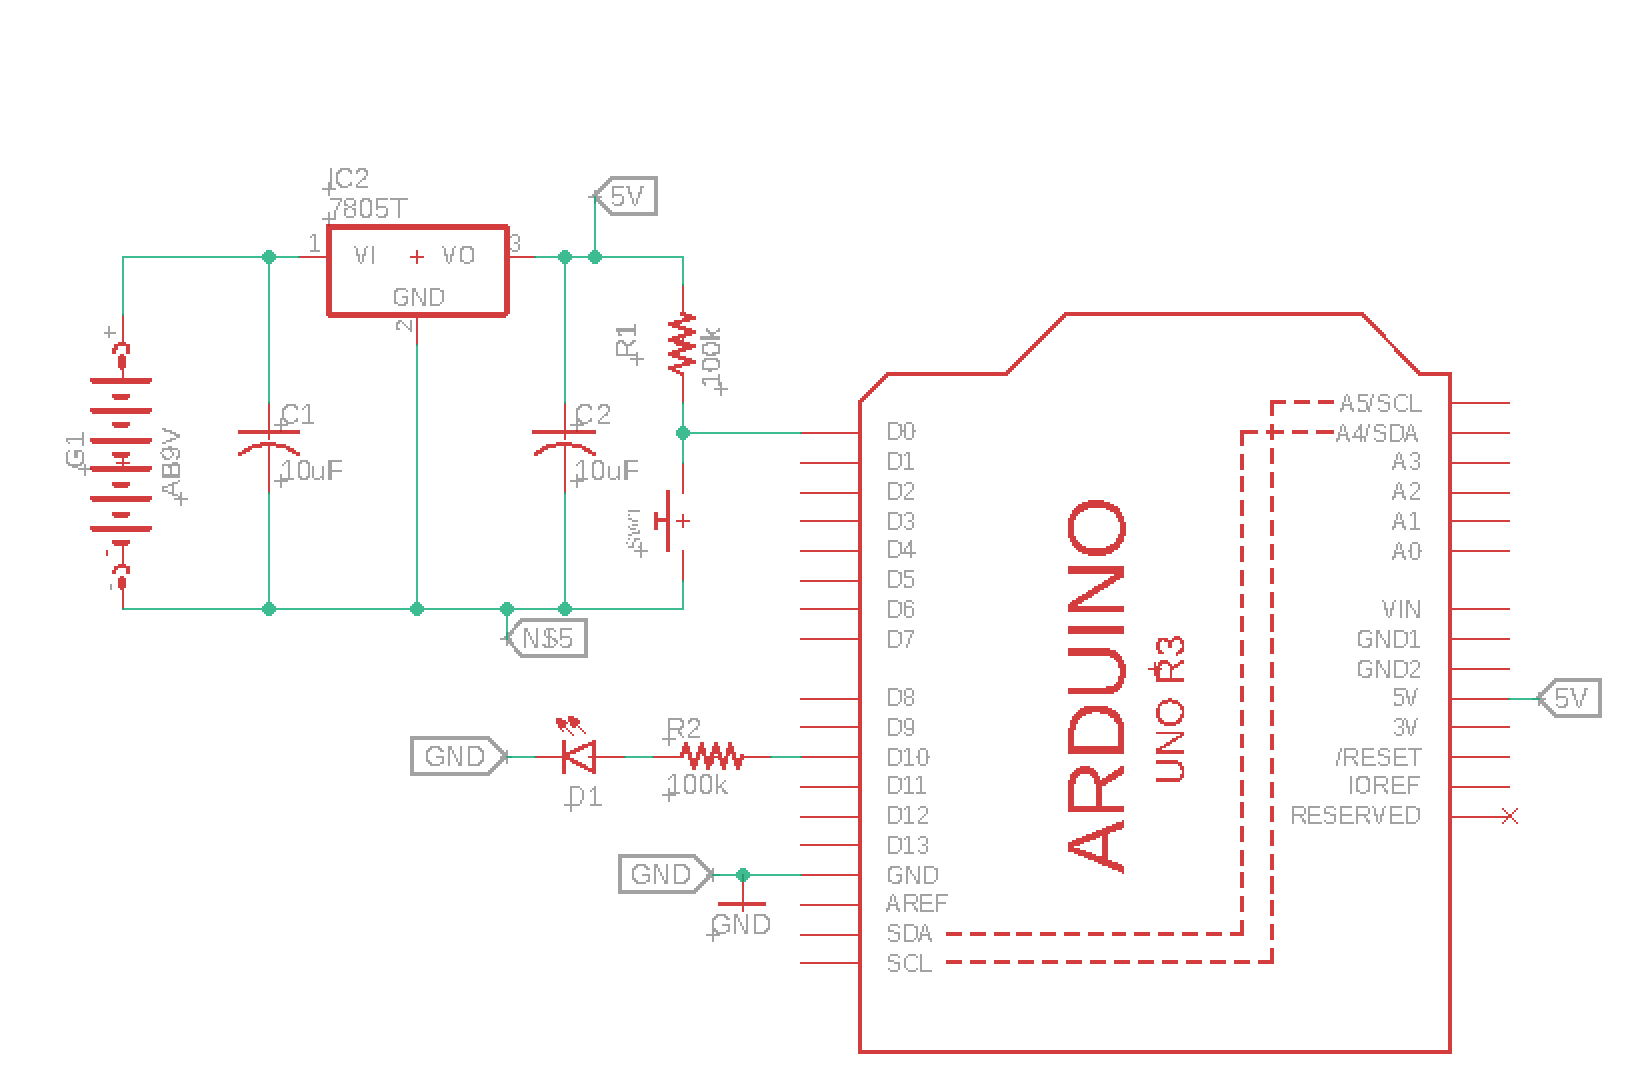 IC2
7805T
5V
1
VI
VO
3
GND
2
+
R1
100k
C1
10uF
C2
10uF
G1
AB9V
-
SW1
N$5
GND
D1
R2
100k
GND
GND
D0
D1
D2
D3
D4
D5
D6
D7
D8
D9
D10
D11
D12
D13
GND
AREF
SDA
SCL
ARDUINO
UNO R3
A5/SCL
A4/SDA
A3
A2
A1
A0
VIN
GND1
GND2
5V
3V
/RESET
IOREF
RESERVED
5V